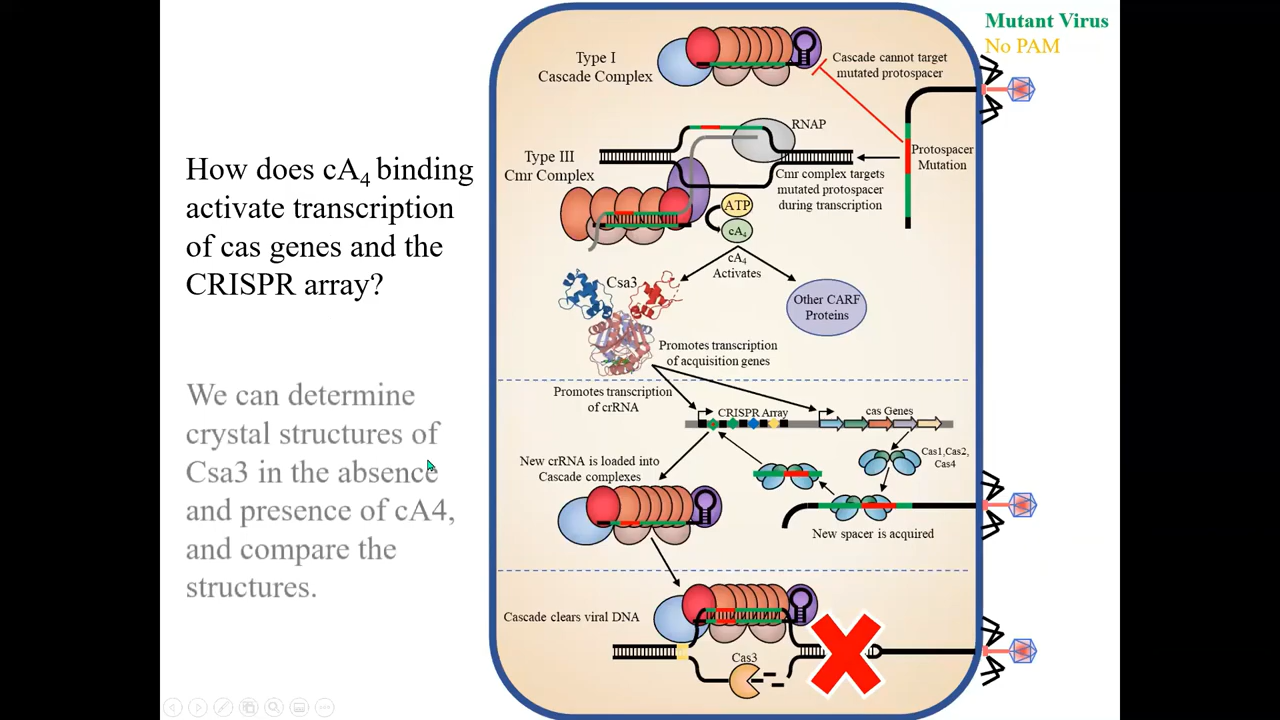 How does cA₄ binding
activate transcription
of cas genes and the
CRISPR array?
We can determine
crystal structures of
Csa3 in the absence
and presence of cA4,
and compare the
structures.
Mutant Virus
No PAM
Type I
Cascade Complex
Cascade cannot target
mutated protospacer
RNAP
Type III
Cmr Complex
Protospacer
Mutation
Cmr complex targets
mutated protospacer
during transcription
ATP
cA₄
cA₄
Activates
Csa3
Other CARF
Proteins
Promotes transcription
of acquisition genes
Promotes transcription
of crRNA
CRISPR Array
cas Genes
Cas1,Cas2,
Cas4
New crRNA is loaded into
Cascade complexes
New spacer is acquired
Cascade clears viral DNA
Cas3